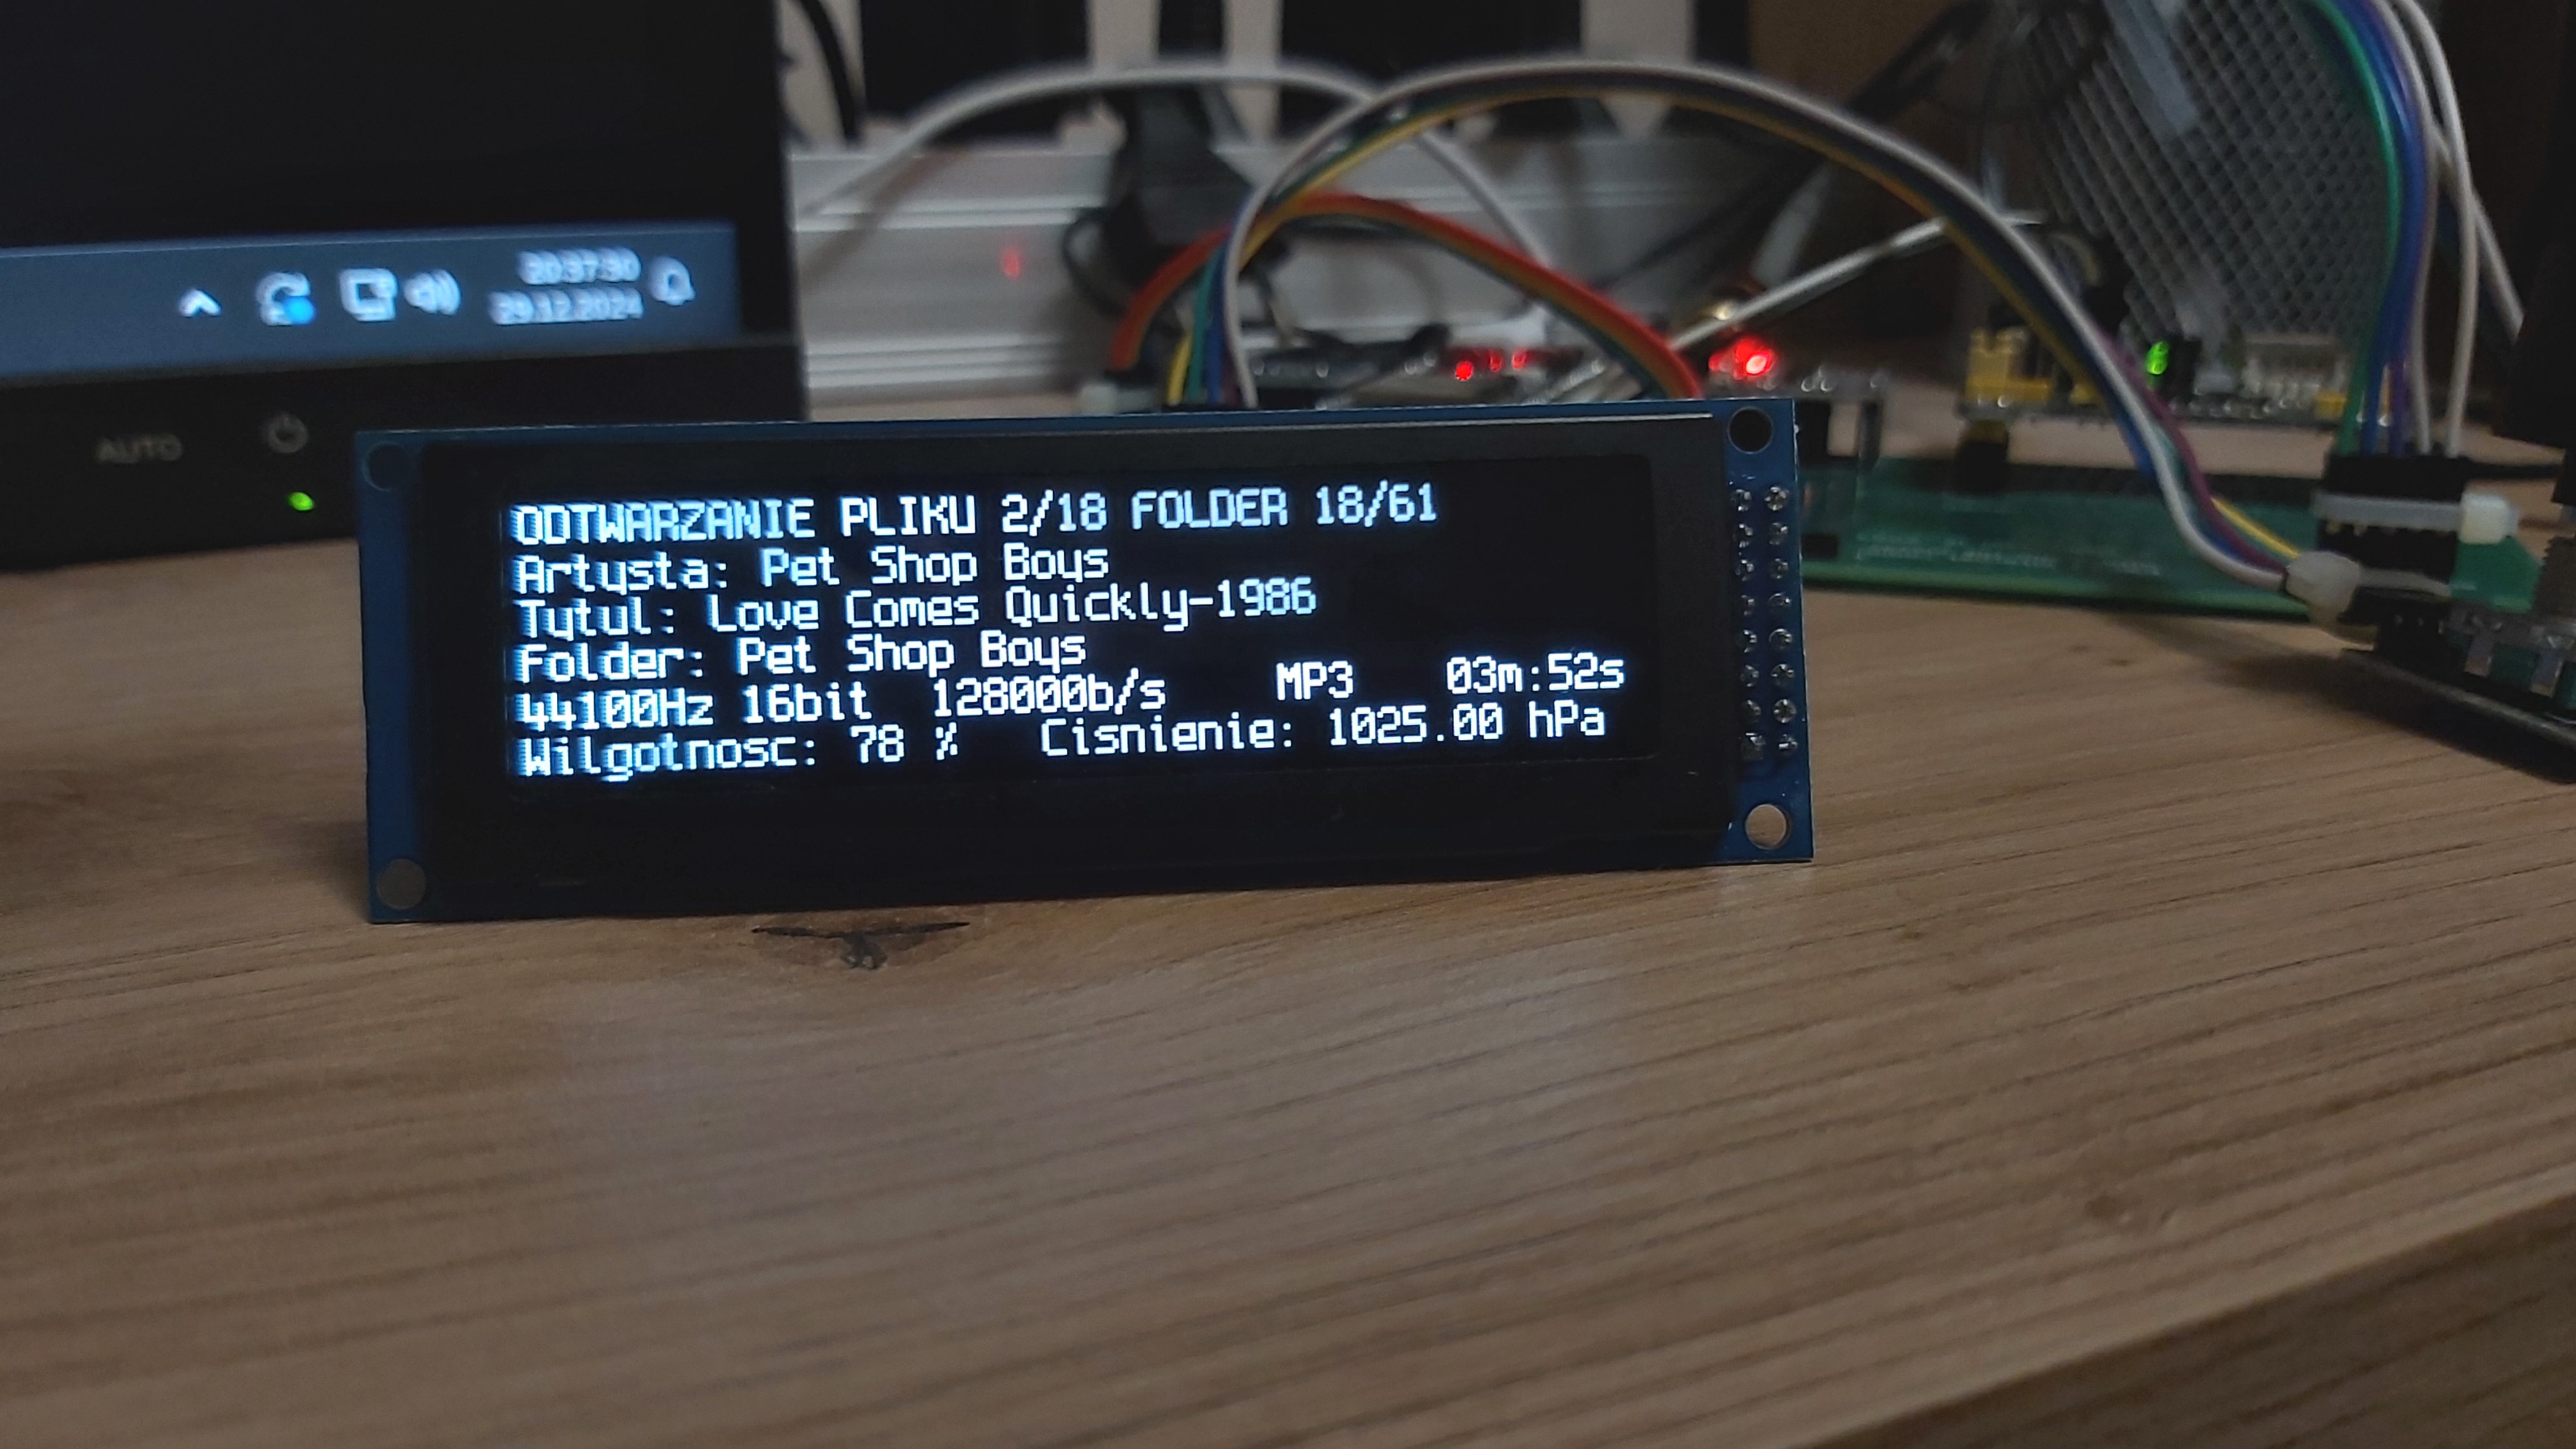 20:37:30
29.12.2024
AUTO
ODTWARZANIE PLIKU 2/18 FOLDER 18/61
Artysta: Pet Shop Boys
Tytul: Love Comes Quickly-1986
Folder: Pet Shop Boys
44100Hz 16bit 128000b/s MP3 03m:52s
Wilgotnosc: 78 % Cisnienie: 1025.00 hPa